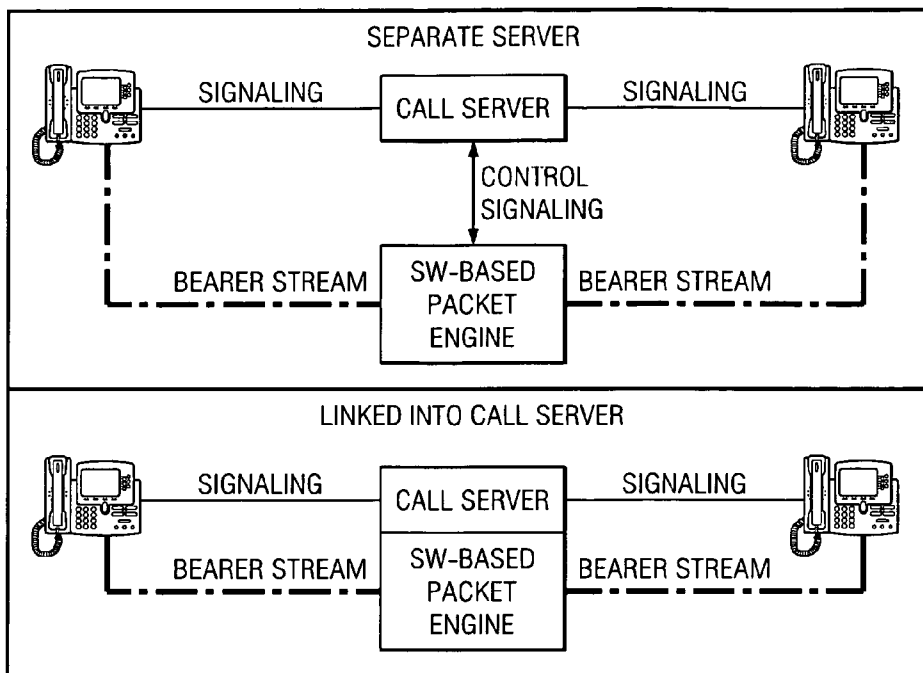 SEPARATE SERVER
SIGNALING
CALL SERVER
SIGNALING
CONTROL
SIGNALING
BEARER STREAM
SW-BASED
PACKET
ENGINE
BEARER STREAM
LINKED INTO CALL SERVER
SIGNALING
CALL SERVER
SIGNALING
BEARER STREAM
SW-BASED
PACKET
ENGINE
BEARER STREAM